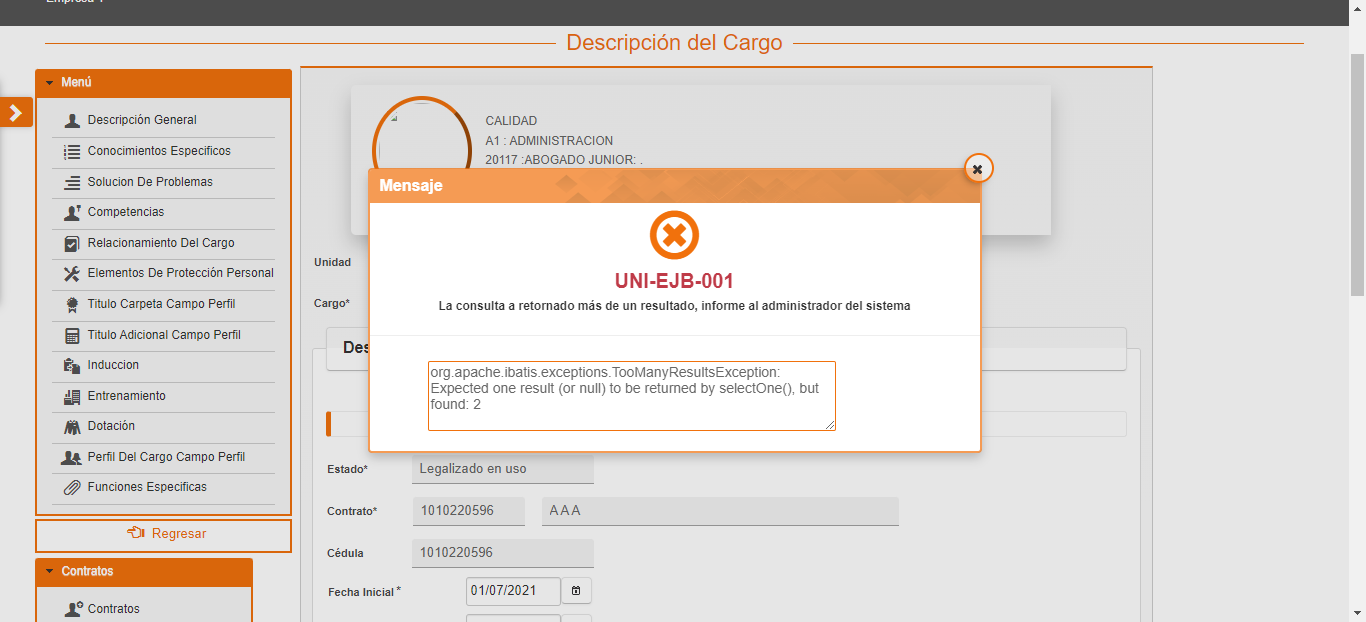 Descripción del Cargo
Menú
Descripción General
Conocimientos Especificos
Solucion De Problemas
Competencias
Relacionamiento Del Cargo
Elementos De Protección Personal
Titulo Carpeta Campo Perfil
Titulo Adicional Campo Perfil
Induccion
Entrenamiento
Dotación
Perfil Del Cargo Campo Perfil
Funciones Especificas
Regresar
Contratos
Contratos
CALIDAD
A1 : ADMINISTRACION
20117 :ABOGADO JUNIOR: .
Mensaje
UNI-EJB-001
La consulta a retornado más de un resultado, informe al administrador del sistema
org.apache.ibatis.exceptions.TooManyResultsException:
Expected one result (or null) to be returned by selectOne(), but
found: 2
Unidad
Cargo*
Estado* Legalizado en uso
Contrato* 1010220596 A A A
Cédula 1010220596
Fecha Inicial * 01/07/2021